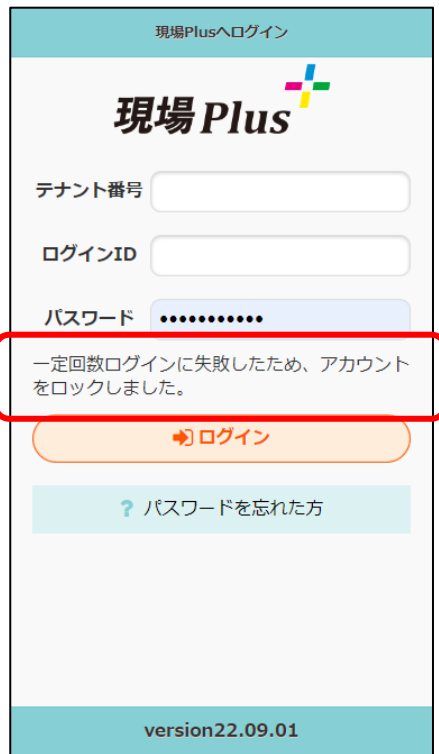 現場Plusへログイン
現場Plus
テナント番号
ログインID
パスワード •••••••••••
一定回数ログインに失敗したため、アカウント
をロックしました。
ログイン
? パスワードを忘れた方
version22.09.01